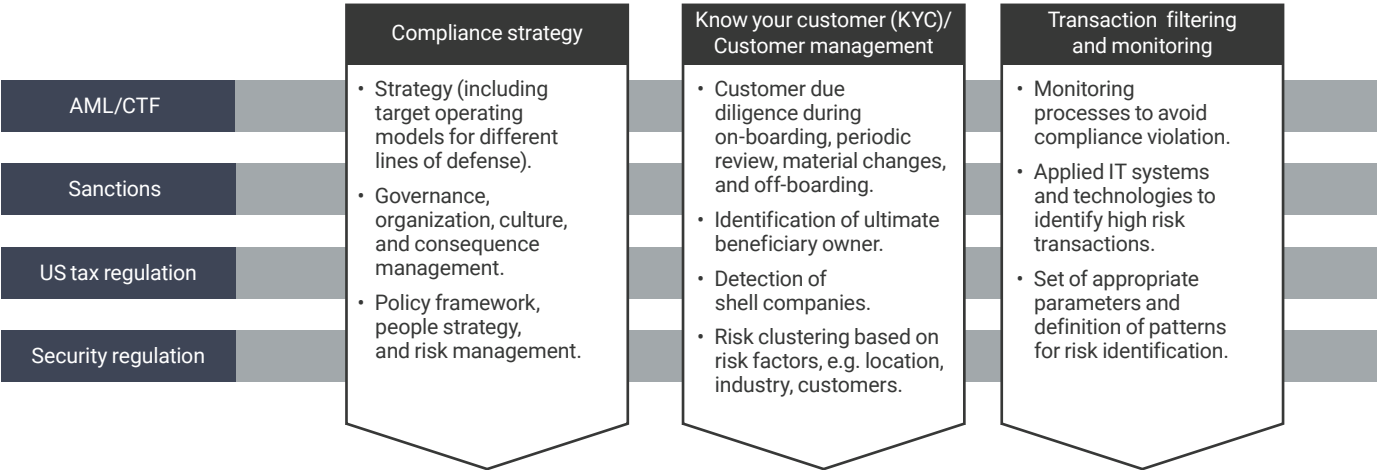 Compliance strategy
Know your customer (KYC)/
Customer management
Transaction filtering
and monitoring
AML/CTF
Sanctions
US tax regulation
Security regulation
• Strategy (including
target operating
models for different
lines of defense).
• Governance,
organization, culture,
and consequence
management.
• Policy framework,
people strategy,
and risk management.
• Customer due
diligence during
on-boarding, periodic
review, material changes,
and off-boarding.
• Identification of ultimate
beneficiary owner.
• Detection of
shell companies.
• Risk clustering based on
risk factors, e.g. location,
industry, customers.
• Monitoring
processes to avoid
compliance violation.
• Applied IT systems
and technologies to
identify high risk
transactions.
• Set of appropriate
parameters and
definition of patterns
for risk identification.